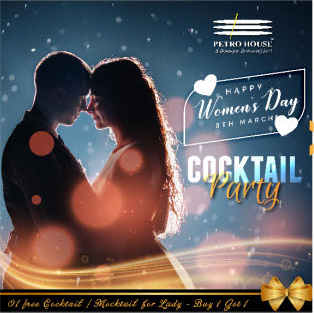 PETRO HOUSE
A Boutique Destination!
HAPPY
Women's Day
8TH MARCH
COCKTAIL
Party
01 free Cocktail / Mocktail for Lady - Buy 1 Get 1